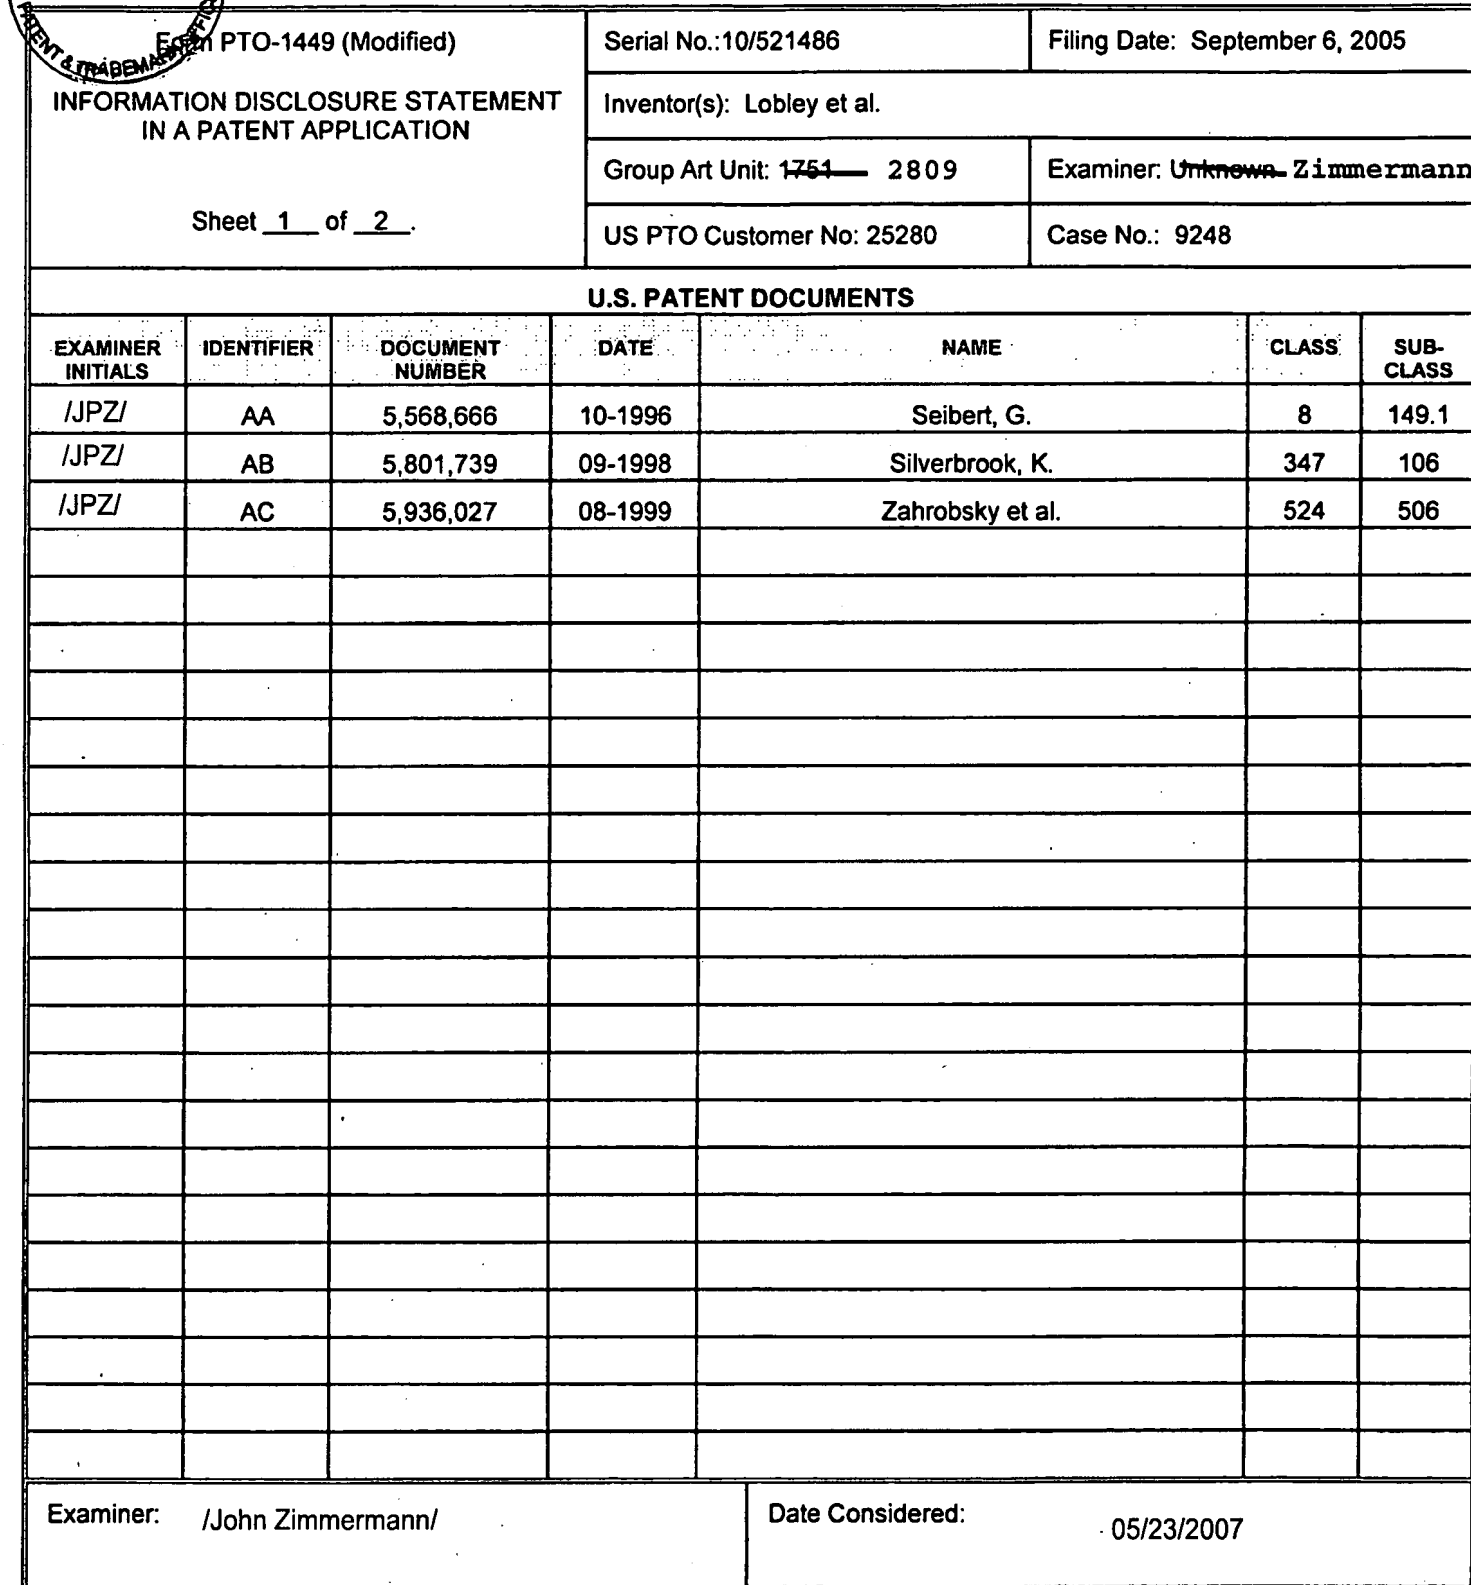 PATENT & TRADEMARK OFFIC
Form PTO-1449 (Modified)
INFORMATION DISCLOSURE STATEMENT
IN A PATENT APPLICATION
Sheet 1 of 2.
Serial No.:10/521486
Filing Date: September 6, 2005
Inventor(s): Lobley et al.
Group Art Unit: 1751 2809
Examiner: Unknown Zimmermann
US PTO Customer No: 25280
Case No.: 9248
U.S. PATENT DOCUMENTS
EXAMINER INITIALS IDENTIFIER DOCUMENT NUMBER DATE NAME CLASS SUB-CLASS
/JPZ/ AA 5,568,666 10-1996 Seibert, G. 8 149.1
/JPZ/ AB 5,801,739 09-1998 Silverbrook, K. 347 106
/JPZ/ AC 5,936,027 08-1999 Zahrobsky et al. 524 506
Examiner: /John Zimmermann/
Date Considered: 05/23/2007